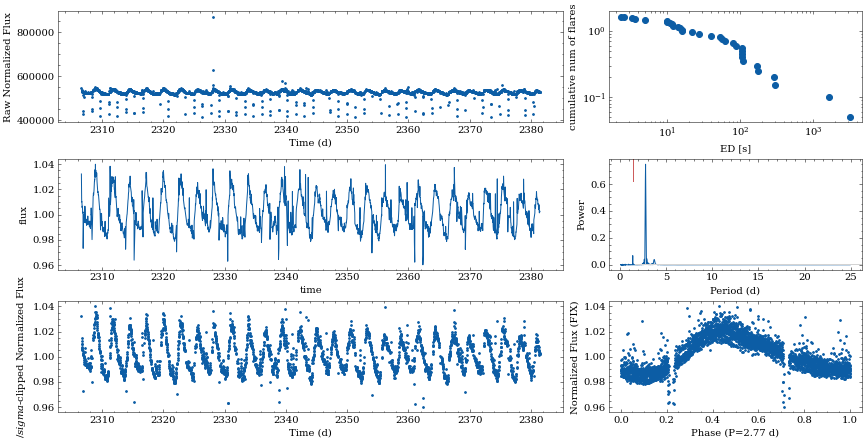 Raw Normalized Flux
800000
600000
400000
2310 2320 2330 2340 2350 2360 2370 2380
Time (d)
cumulative num of flares
10⁰
10⁻¹
10¹ 10² 10³
ED [s]
flux
1.04
1.02
1.00
0.98
0.96
2310 2320 2330 2340 2350 2360 2370 2380
time
Power
0.6
0.4
0.2
0.0
0 5 10 15 20 25
Period (d)
/sigma-clipped Normalized Flux
1.04
1.02
1.00
0.98
0.96
2310 2320 2330 2340 2350 2360 2370 2380
Time (d)
Normalized Flux (FIX)
1.04
1.02
1.00
0.98
0.96
0.0 0.2 0.4 0.6 0.8 1.0
Phase (P=2.77 d)